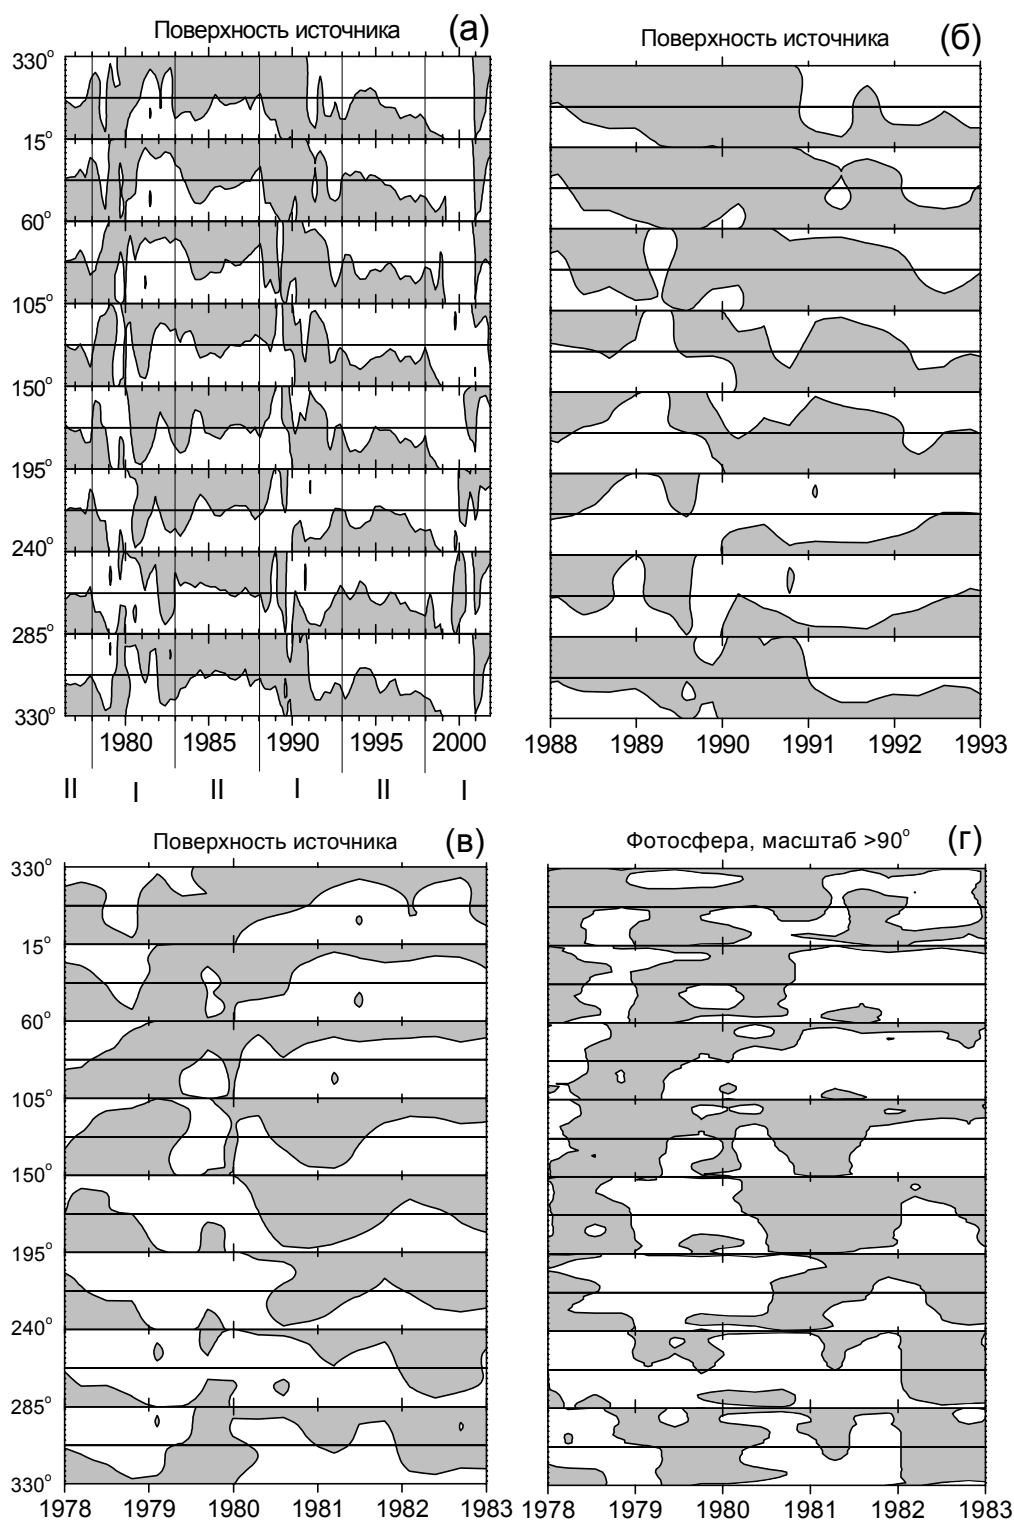 Поверхность источника (а)
330°
15°
60°
105°
150°
195°
240°
285°
330°
1980 1985 1990 1995 2000
II I II I II I
Поверхность источника (б)
1988 1989 1990 1991 1992 1993
Поверхность источника (в)
330°
15°
60°
105°
150°
195°
240°
285°
330°
1978 1979 1980 1981 1982 1983
Фотосфера, масштаб >90° (г)
1978 1979 1980 1981 1982 1983